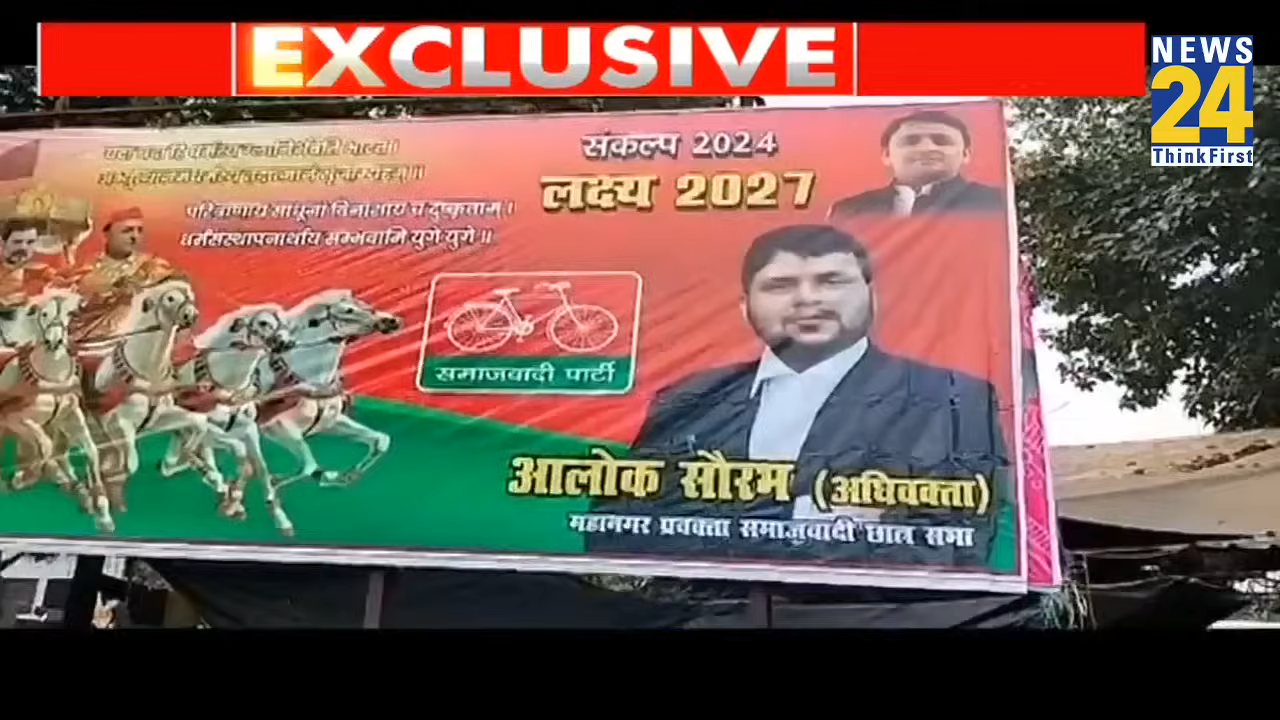 EXCLUSIVE
NEWS
24
ThinkFirst
संकल्प 2024
लक्ष्य 2027
परित्राणाय साधूनां विनाशाय च दुष्कृताम् ।
धर्मसंस्थापनार्थाय सम्भवामि युगे युगे ॥
समाजवादी पार्टी
आलोक सौरभ (अधिवक्ता)
महानगर प्रवक्ता समाजवादी छात्र सभा